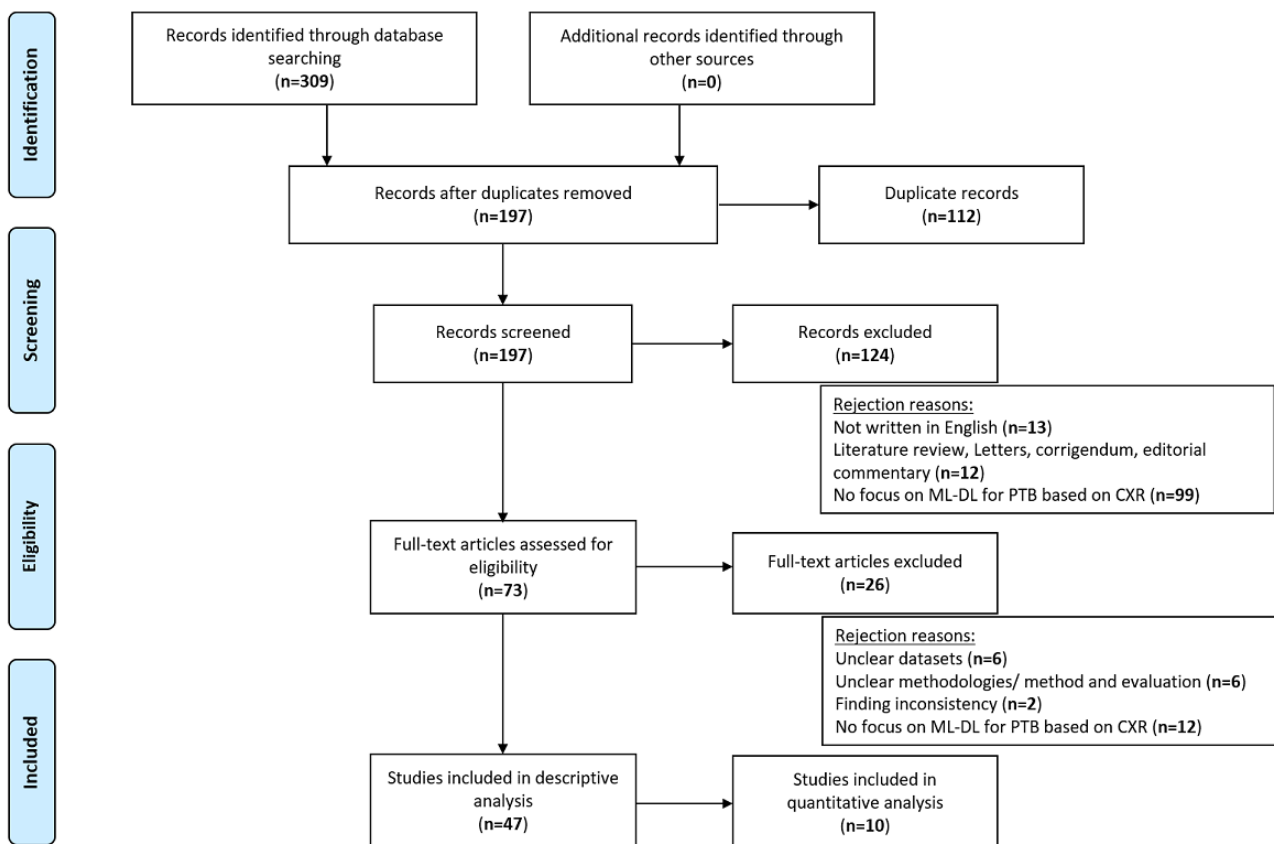 Identification
Records identified through database
searching
(n=309)
Additional records identified through
other sources
(n=0)
Records after duplicates removed
(n=197)
Duplicate records
(n=112)
Screening
Records screened
(n=197)
Records excluded
(n=124)
Rejection reasons:
Not written in English (n=13)
Literature review, Letters, corrigendum, editorial
commentary (n=12)
No focus on ML-DL for PTB based on CXR (n=99)
Eligibility
Full-text articles assessed for
eligibility
(n=73)
Full-text articles excluded
(n=26)
Rejection reasons:
Unclear datasets (n=6)
Unclear methodologies/ method and evaluation (n=6)
Finding inconsistency (n=2)
No focus on ML-DL for PTB based on CXR (n=12)
Included
Studies included in descriptive
analysis
(n=47)
Studies included in
quantitative analysis
(n=10)